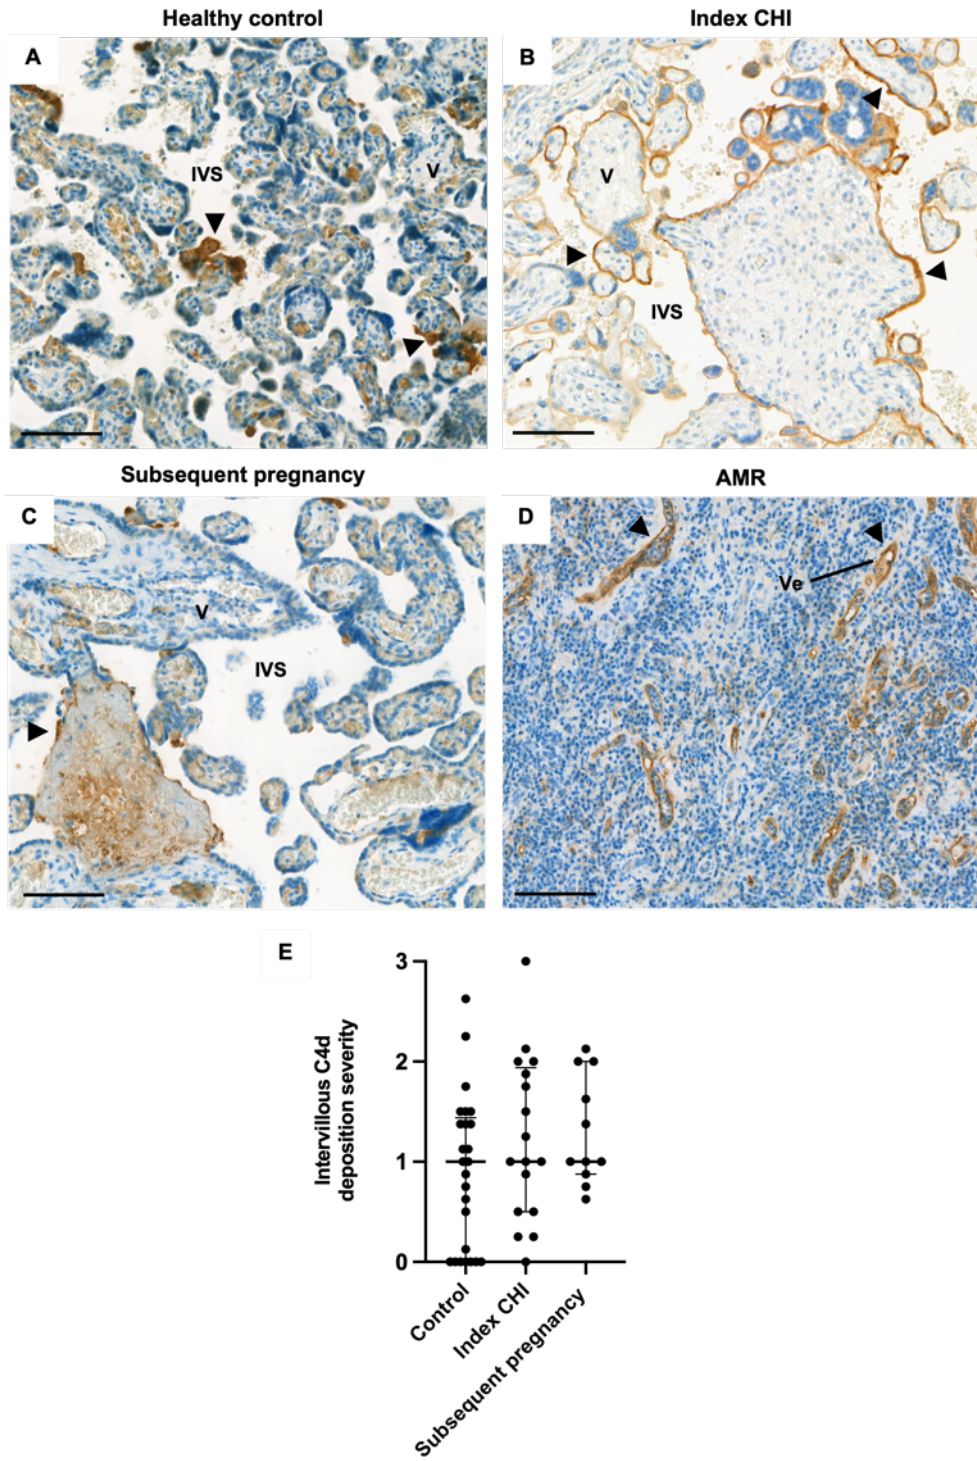 Healthy control
Index CHI
A
IVS
V
B
V
IVS
Subsequent pregnancy
AMR
C
V
IVS
D
Ve
E
Intervillous C4d
deposition severity
3
2
1
0
Control
Index CHI
Subsequent pregnancy